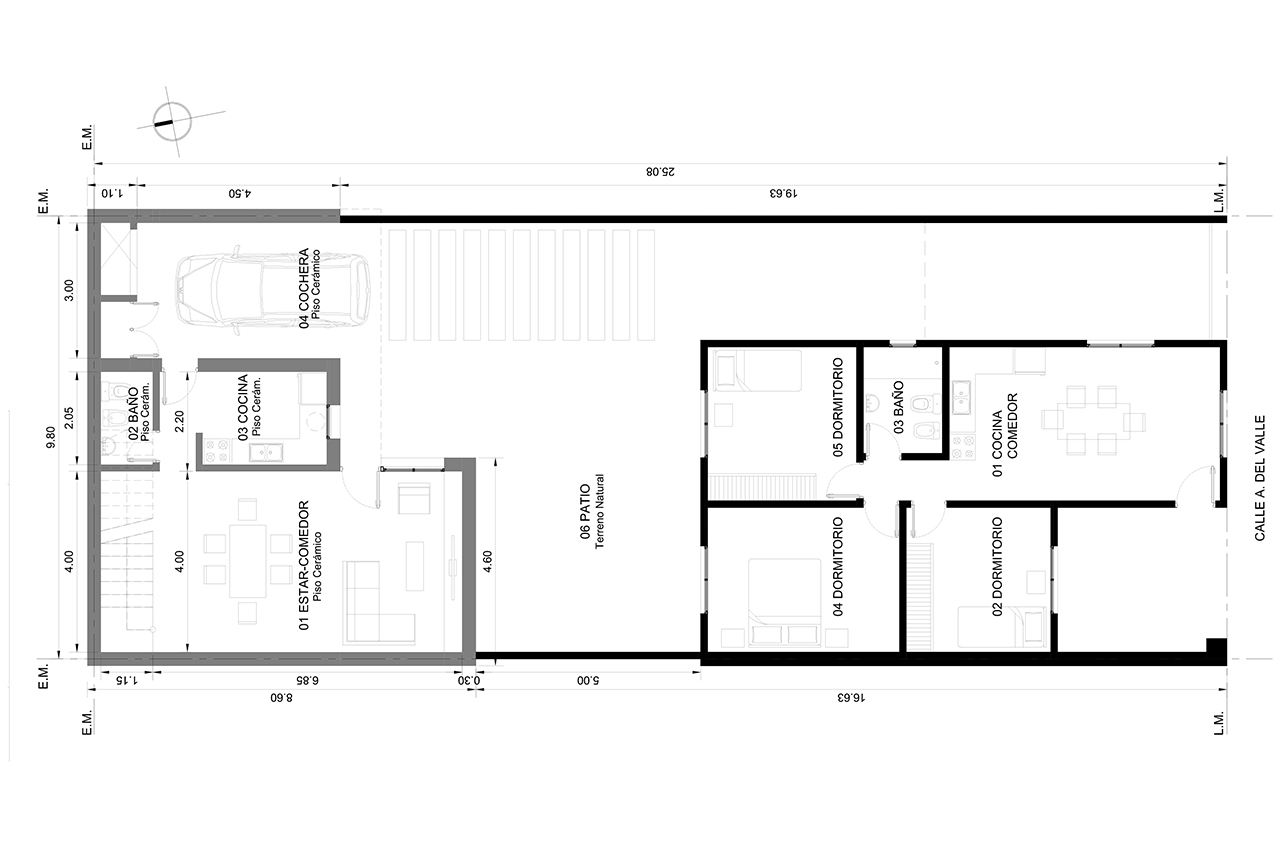 E.M.
E.M.
25.08
1.10
4.50
19.63
L.M.
3.00
04 COCHERA
Piso Cerámico
9.80
2.05
02 BAÑO
Piso Cerám.
2.20
03 COCINA
Piso Cerám.
05 DORMITORIO
03 BAÑO
01 COCINA
COMEDOR
CALLE A. DEL VALLE
06 PATIO
Terreno Natural
4.00
4.00
01 ESTAR-COMEDOR
Piso Cerámico
4.60
04 DORMITORIO
02 DORMITORIO
E.M.
1.15
6.85
0.30
5.00
8.60
16.63
E.M.
L.M.